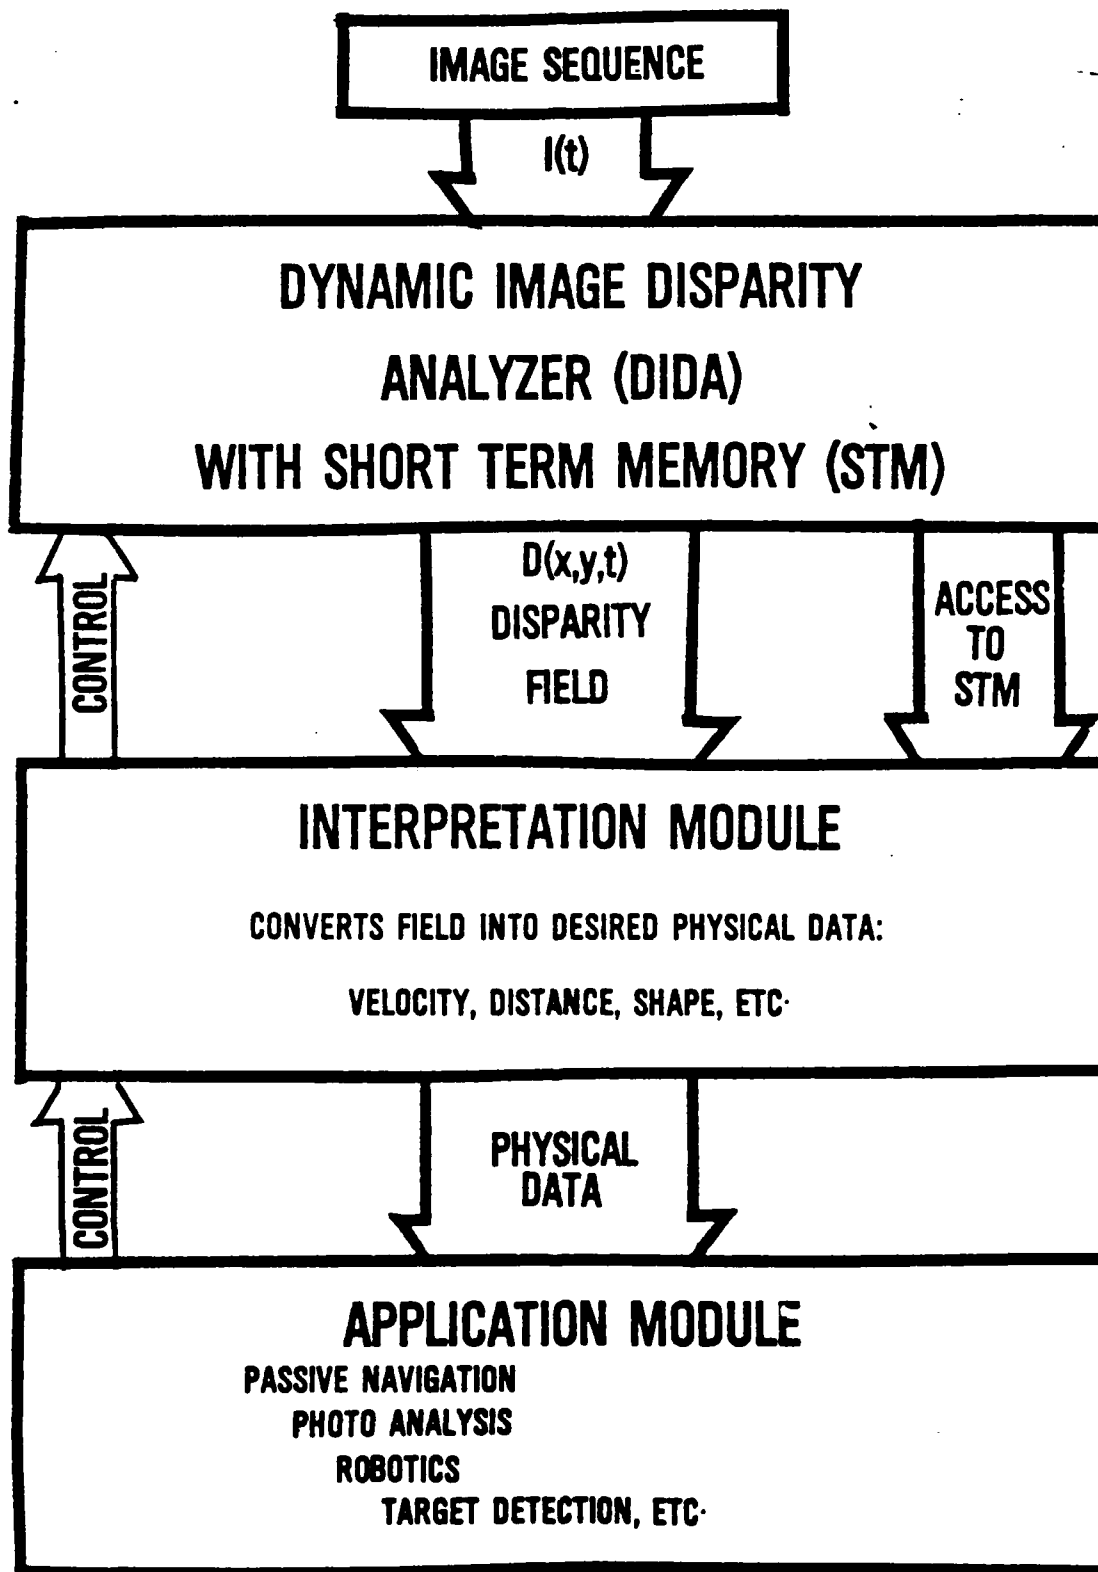 IMAGE SEQUENCE
I(t)
DYNAMIC IMAGE DISPARITY
ANALYZER (DIDA)
WITH SHORT TERM MEMORY (STM)
CONTROL
D(x,y,t)
DISPARITY
FIELD
ACCESS
TO
STM
INTERPRETATION MODULE
CONVERTS FIELD INTO DESIRED PHYSICAL DATA:
VELOCITY, DISTANCE, SHAPE, ETC.
CONTROL
PHYSICAL
DATA
APPLICATION MODULE
PASSIVE NAVIGATION
PHOTO ANALYSIS
ROBOTICS
TARGET DETECTION, ETC.